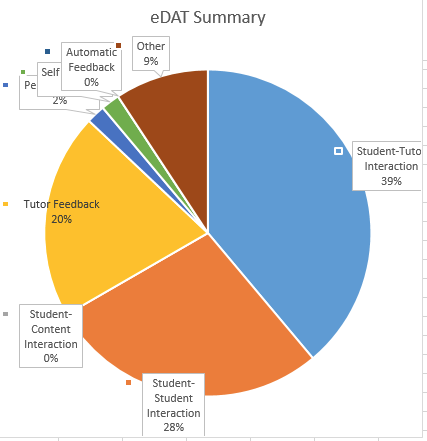 eDAT Summary
Automatic
Feedback
0%
Other
9%
Self
Pe
2%
Student-Tuto
Interaction
39%
Tutor Feedback
20%
Student-
Content
Interaction
0%
Student-
Student
Interaction
28%